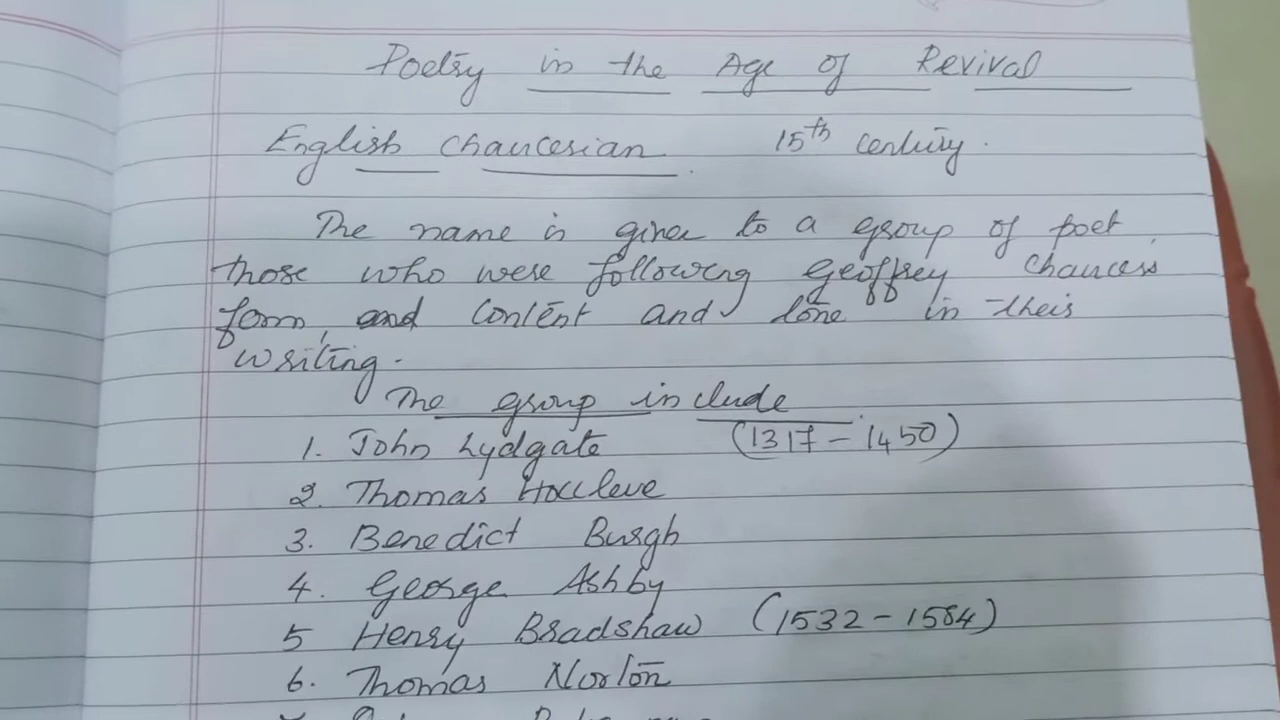 Poetry in the Age of Revival
English Chaucerian. 15th century.
The name is given to a group of poet
those who were following Geoffrey Chaucers
form, and content and tone in their
writing.
The group include
1. John Lydgate (1317 - 1450)
2. Thomas Hoccleve
3. Benedict Burgh
4. George Ashby
5 Henry Bradshaw (1532 - 1584)
6. Thomas Norton